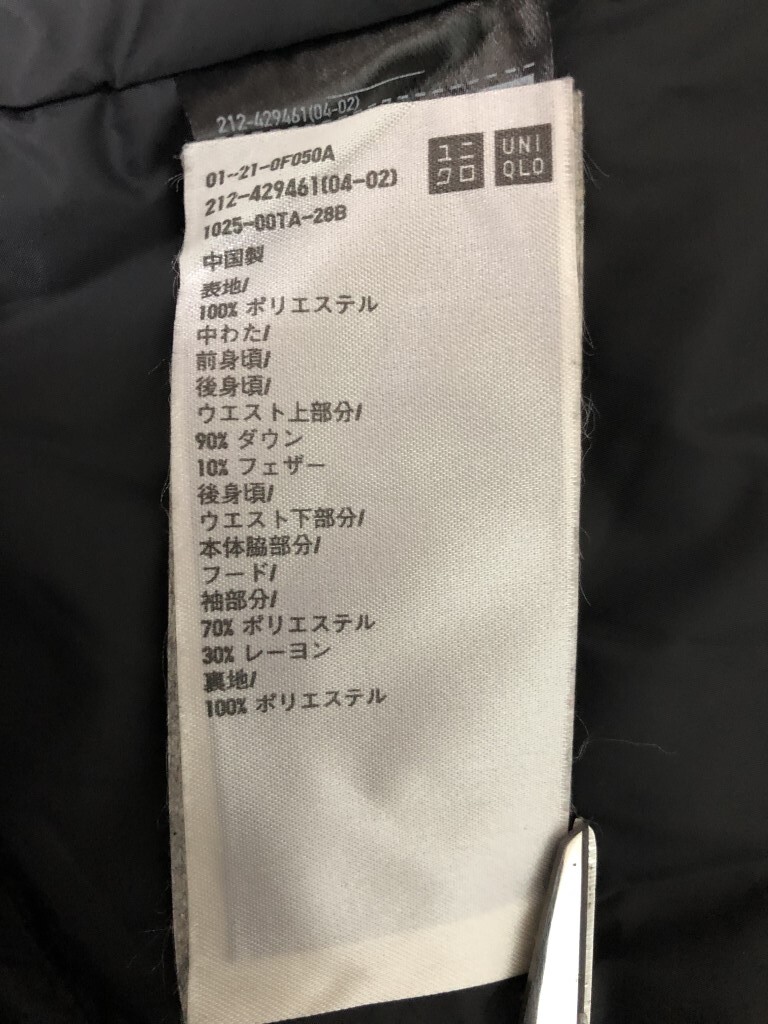 212-429461(04-02)
01-21-0F050A
212-429461(04-02)
1025-00TA-28B
ユニ
クロ
UNI
QLO
中国製
表地/
100% ポリエステル
中わた/
前身頃/
後身頃/
ウエスト上部分/
90% ダウン
10% フェザー
後身頃/
ウエスト下部分/
本体脇部分/
フード/
袖部分/
70% ポリエステル
30% レーヨン
裏地/
100% ポリエステル